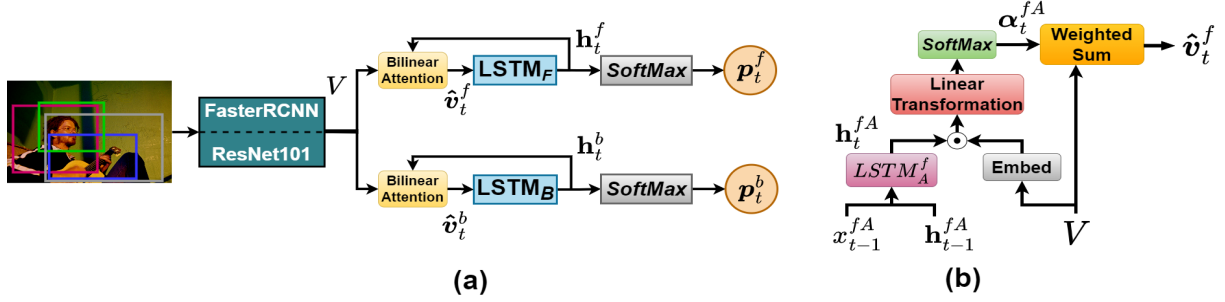 FasterRCNN
ResNet101
V
Bilinear
Attention
v̂_t^f
LSTM_F
h_t^f
SoftMax
p_t^f
Bilinear
Attention
v̂_t^b
LSTM_B
h_t^b
SoftMax
p_t^b
(a)
SoftMax
α_t^{fA}
Weighted
Sum
v̂_t^f
Linear
Transformation
h_t^{fA}
LSTM_A^f
Embed
x_{t-1}^{fA}
h_{t-1}^{fA}
V
(b)